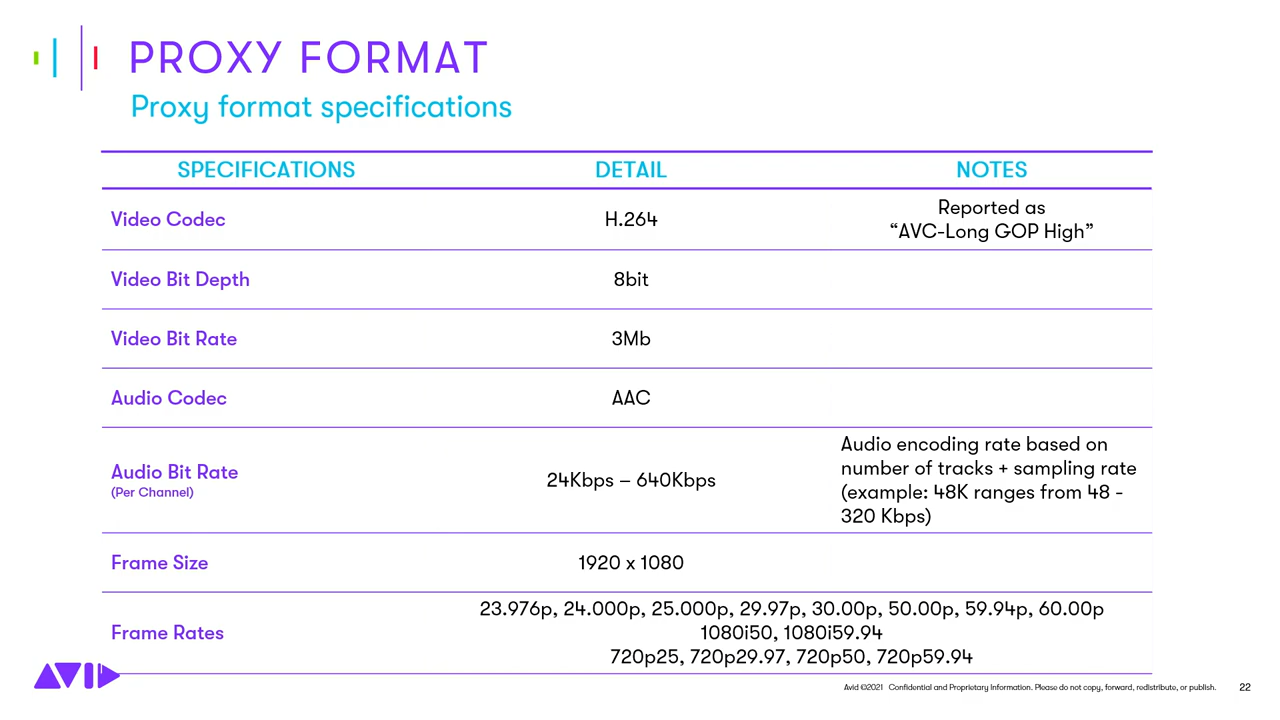 PROXY FORMAT
Proxy format specifications
SPECIFICATIONS DETAIL NOTES
Video Codec H.264 Reported as
“AVC-Long GOP High”
Video Bit Depth 8bit
Video Bit Rate 3Mb
Audio Codec AAC
Audio Bit Rate
(Per Channel)
24Kbps – 640Kbps
Audio encoding rate based on
number of tracks + sampling rate
(example: 48K ranges from 48 -
320 Kbps)
Frame Size 1920 x 1080
Frame Rates
23.976p, 24.000p, 25.000p, 29.97p, 30.00p, 50.00p, 59.94p, 60.00p
1080i50, 1080i59.94
720p25, 720p29.97, 720p50, 720p59.94
AVID
Avid ©2021 Confidential and Proprietary Information. Please do not copy, forward, redistribute, or publish. 22